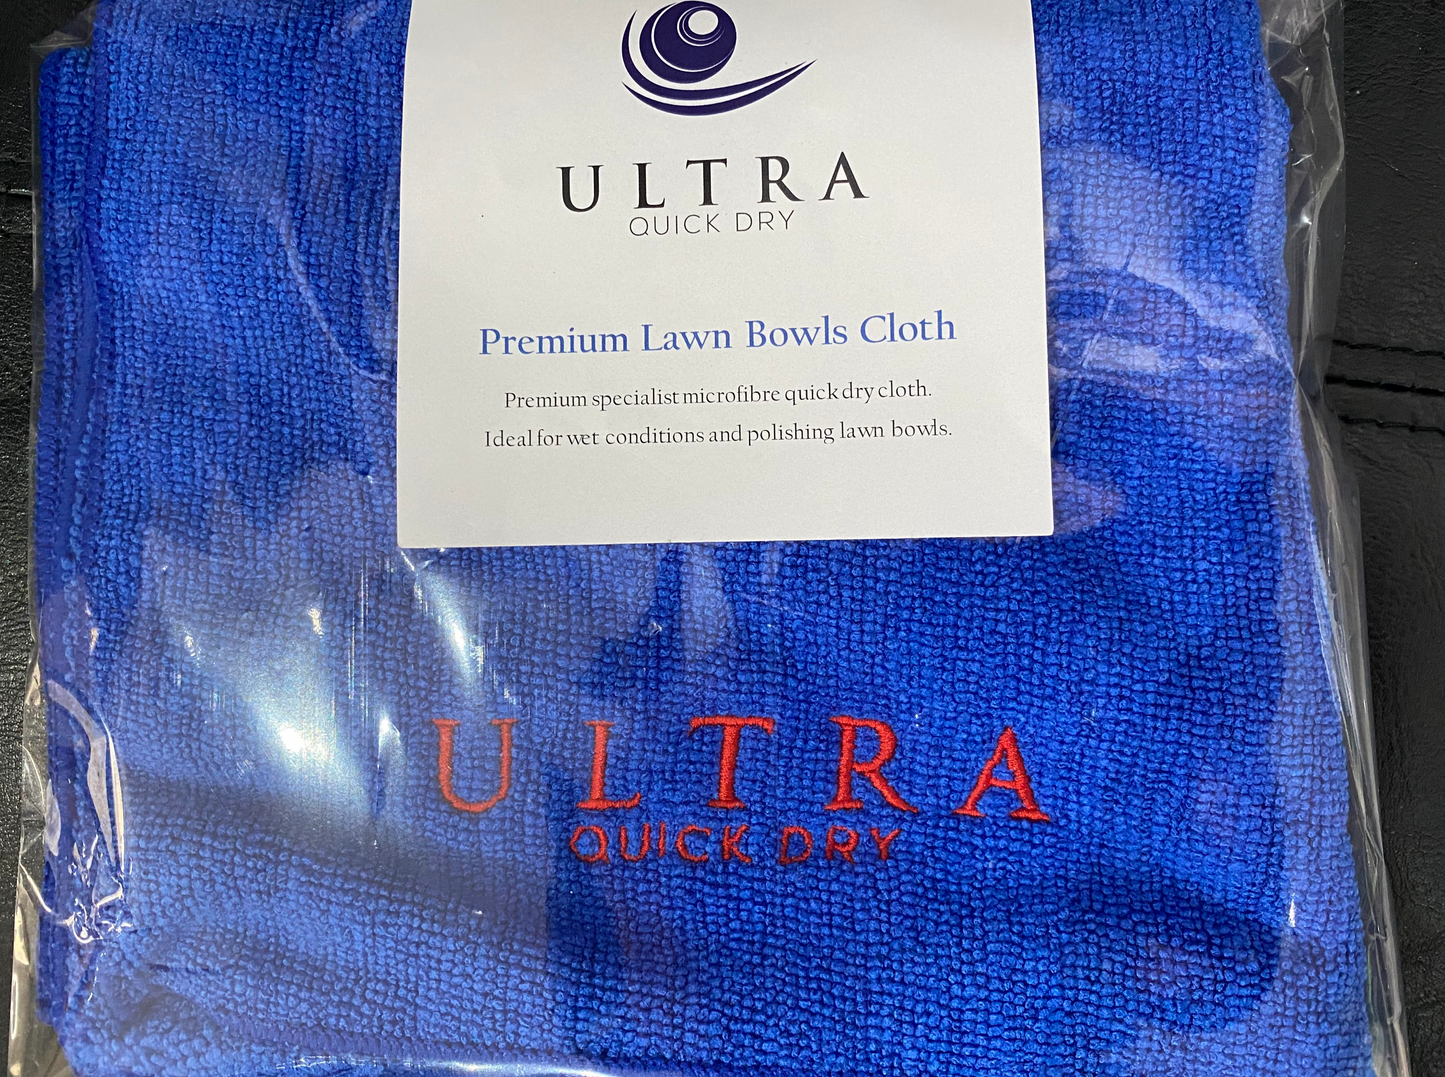 ULTRA
QUICK DRY
Premium Lawn Bowls Cloth
Premium specialist microfibre quick dry cloth.
Ideal for wet conditions and polishing lawn bowls.
ULTRA
QUICK DRY